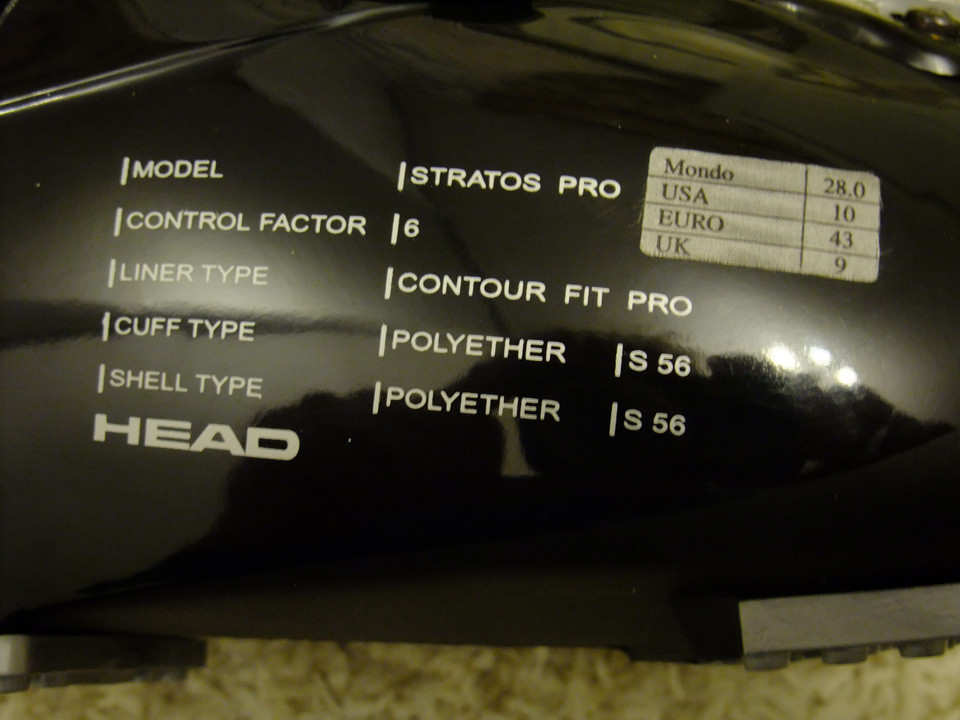 MODEL STRATOS PRO
CONTROL FACTOR 6
LINER TYPE CONTOUR FIT PRO
CUFF TYPE POLYETHER S 56
SHELL TYPE POLYETHER S 56
HEAD
Mondo 28.0
USA 10
EURO 43
UK 9